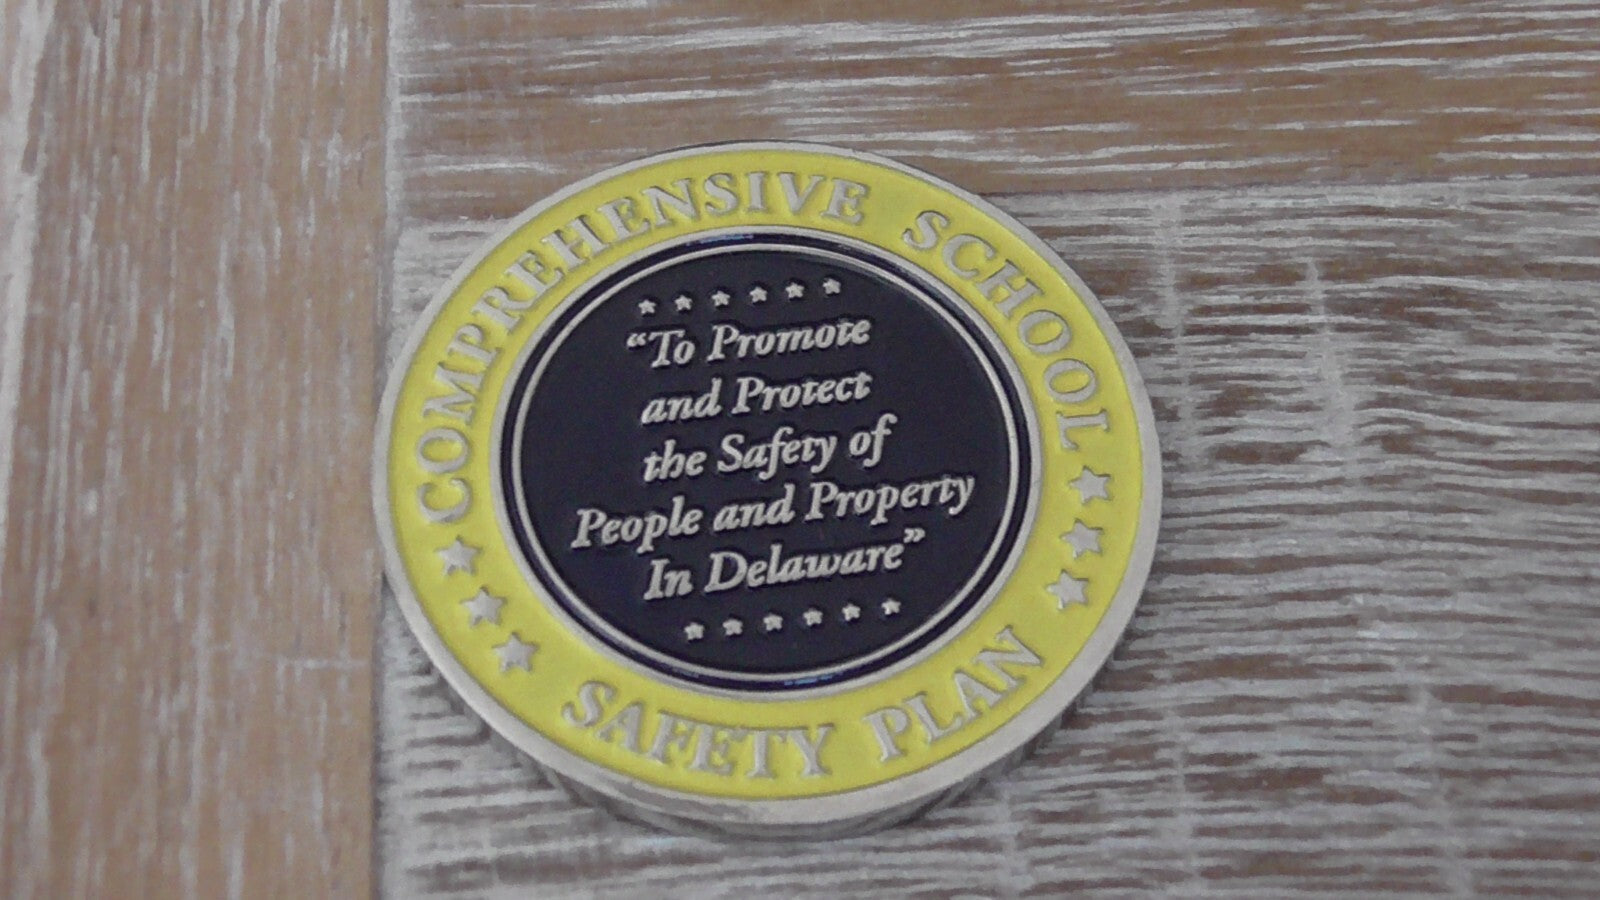 COMPREHENSIVE SCHOOL
“To Promote
and Protect
the Safety of
People and Property
In Delaware”
SAFETY PLAN